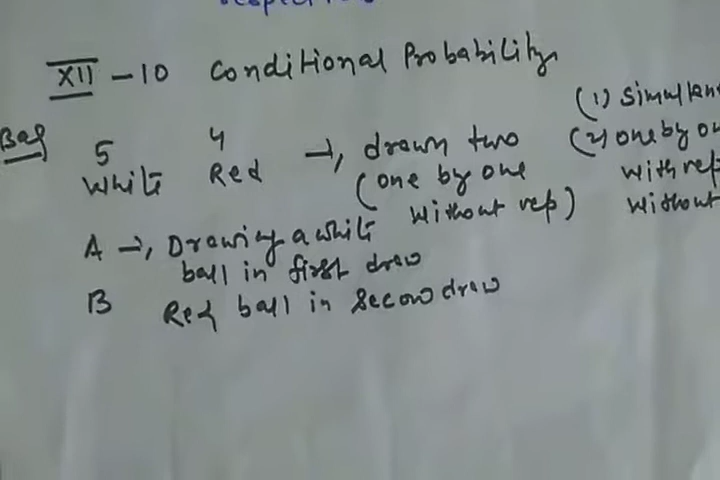 XII - 10 Conditional Probability
Bag 5 White 4 Red → drawn two
(one by one
without rep)
(1) Simultan
(2) one by on
with rep
without
A → Drawing a white
ball in first draw
B Red ball in second draw